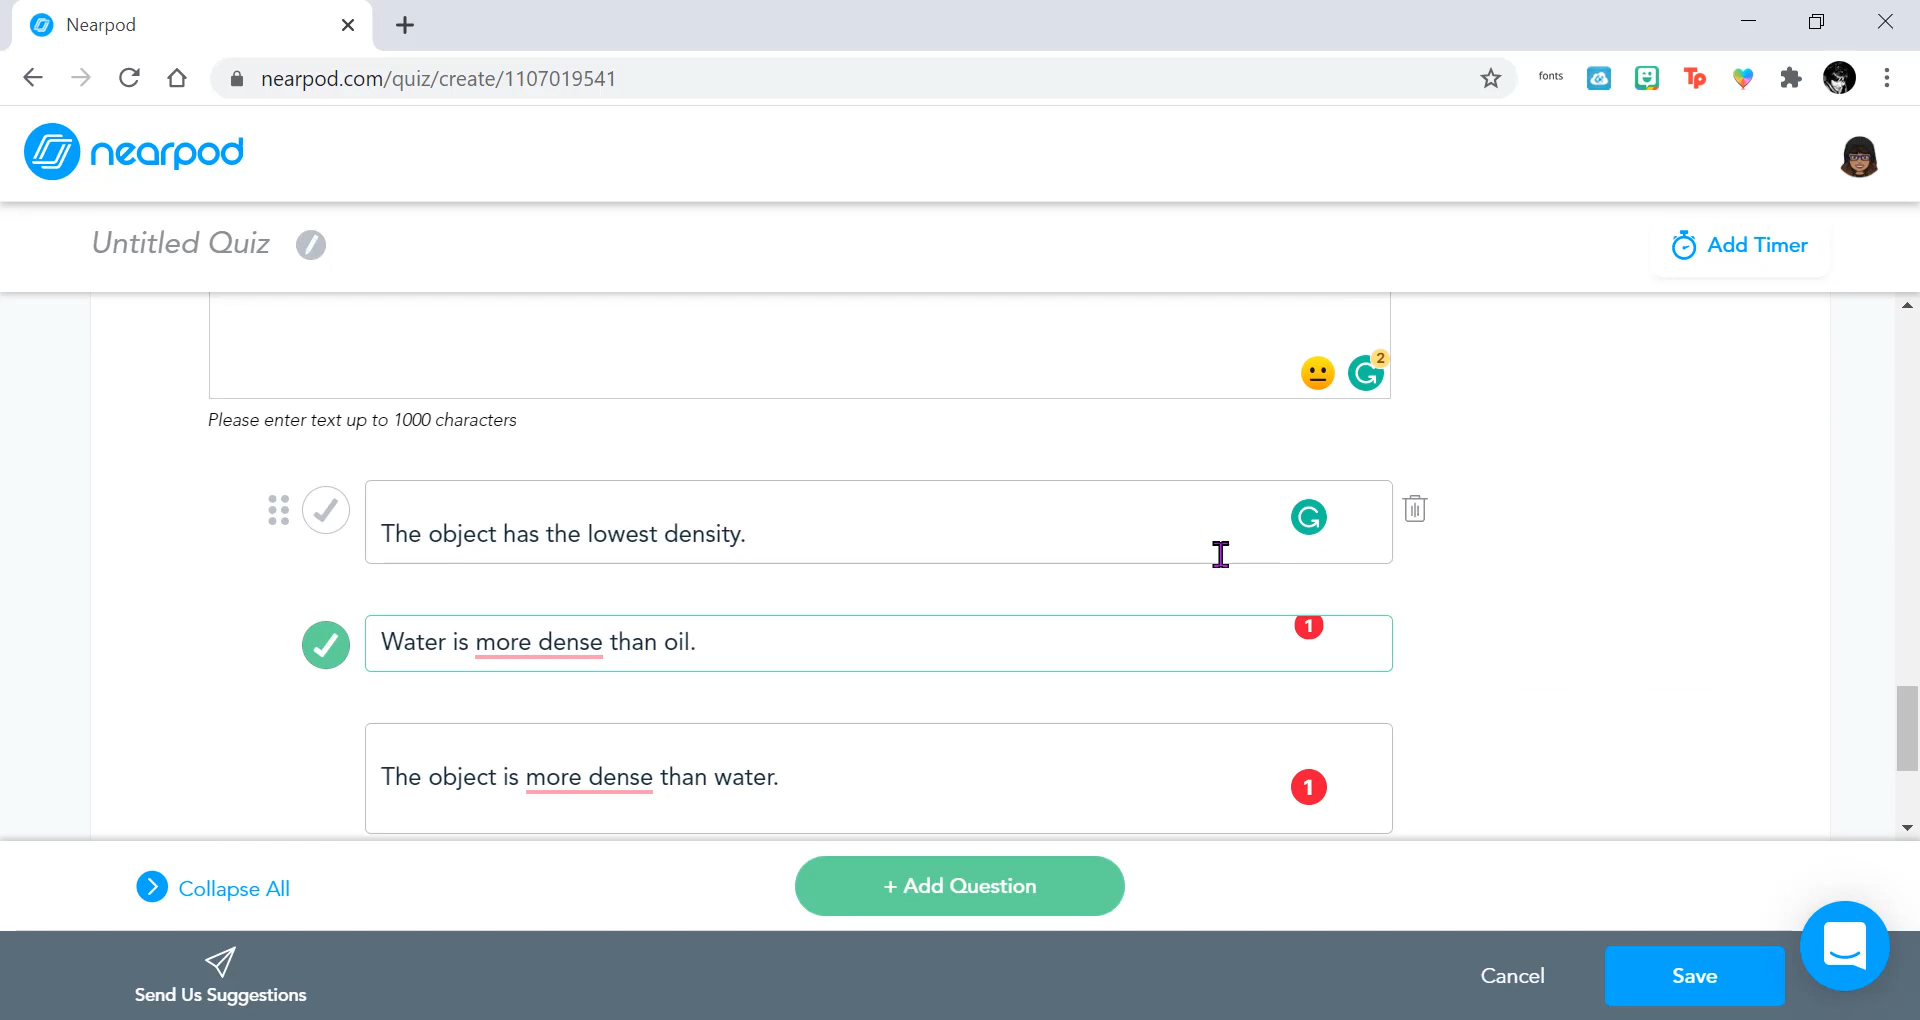 Nearpod
nearpod.com/quiz/create/1107019541
fonts
Tp
nearpod
Untitled Quiz
Add Timer
2
Please enter text up to 1000 characters
The object has the lowest density.
Water is more dense than oil.
1
The object is more dense than water.
1
Collapse All
+ Add Question
Send Us Suggestions
Cancel
Save